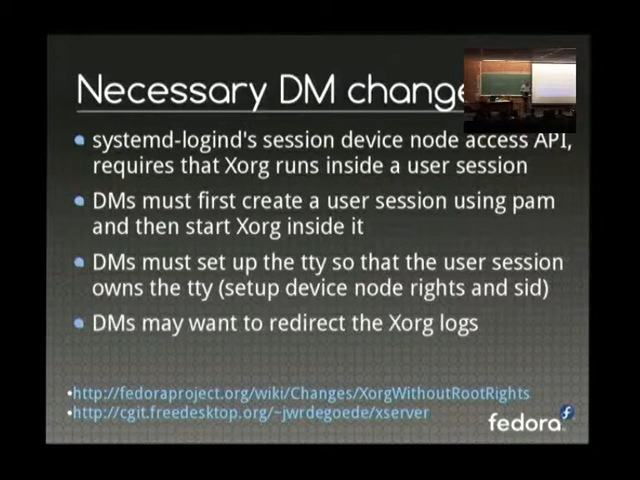 Necessary DM change
systemd-logind's session device node access API,
requires that Xorg runs inside a user session
DMs must first create a user session using pam
and then start Xorg inside it
DMs must set up the tty so that the user session
owns the tty (setup device node rights and sid)
DMs may want to redirect the Xorg logs
•http://fedoraproject.org/wiki/Changes/XorgWithoutRootRights
•http://cgit.freedesktop.org/~jwrdegoede/xserver
fedora